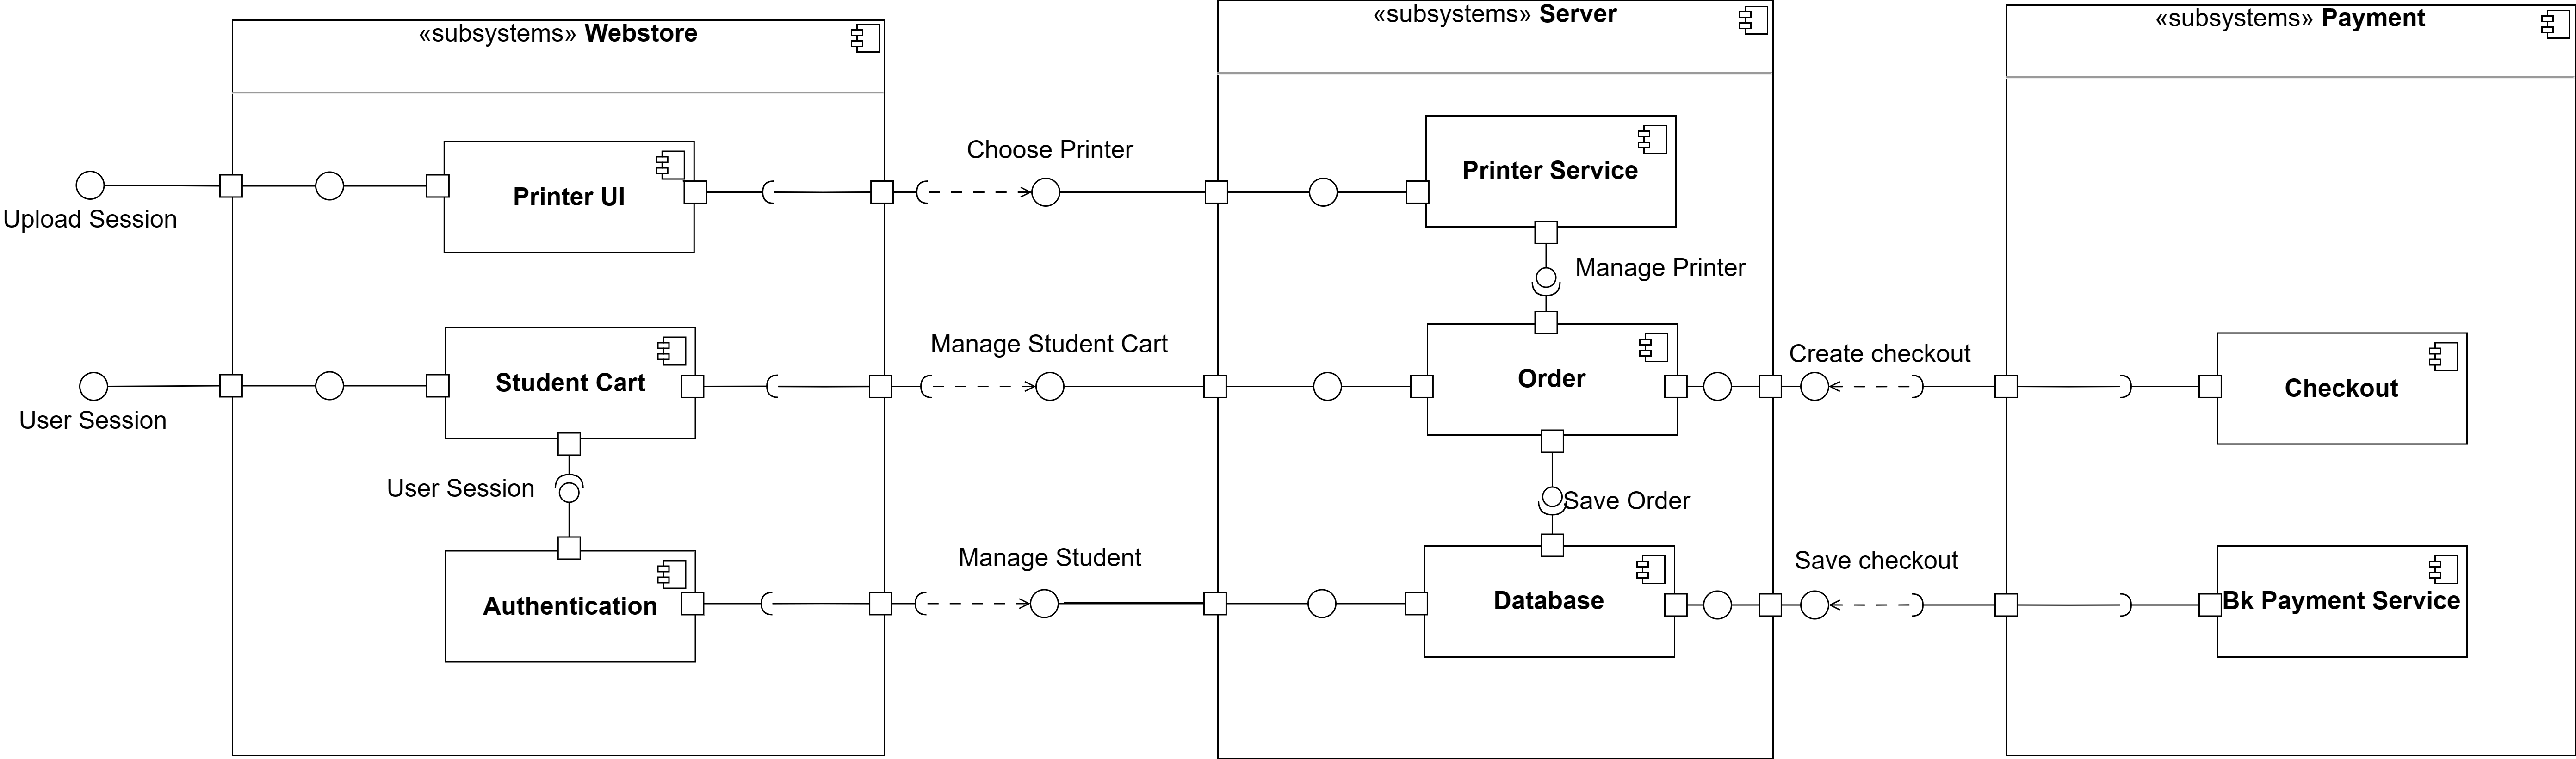 «subsystems» Webstore
«subsystems» Server
«subsystems» Payment
Upload Session
Printer UI
Choose Printer
Printer Service
Manage Printer
User Session
Student Cart
Manage Student Cart
Order
Create checkout
Checkout
User Session
Save Order
Authentication
Manage Student
Database
Save checkout
Bk Payment Service